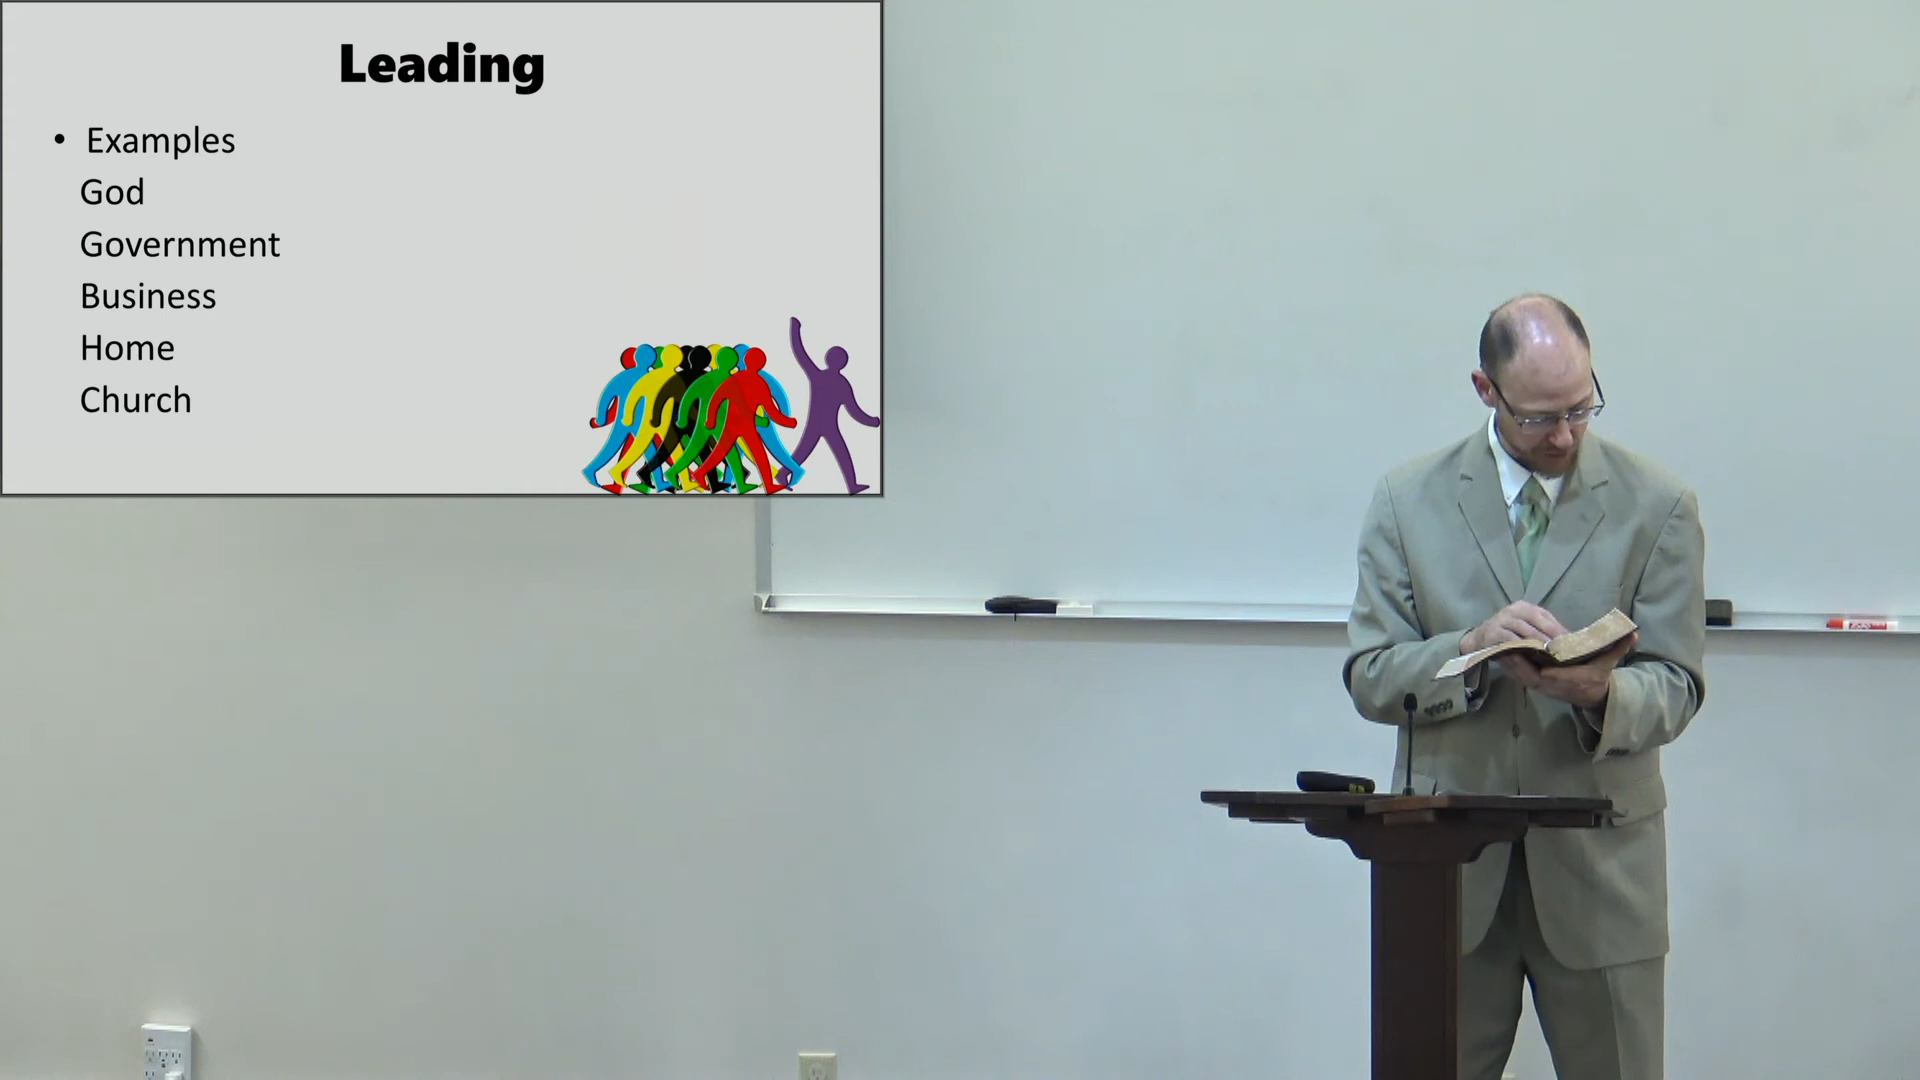 Leading
• Examples
God
Government
Business
Home
Church